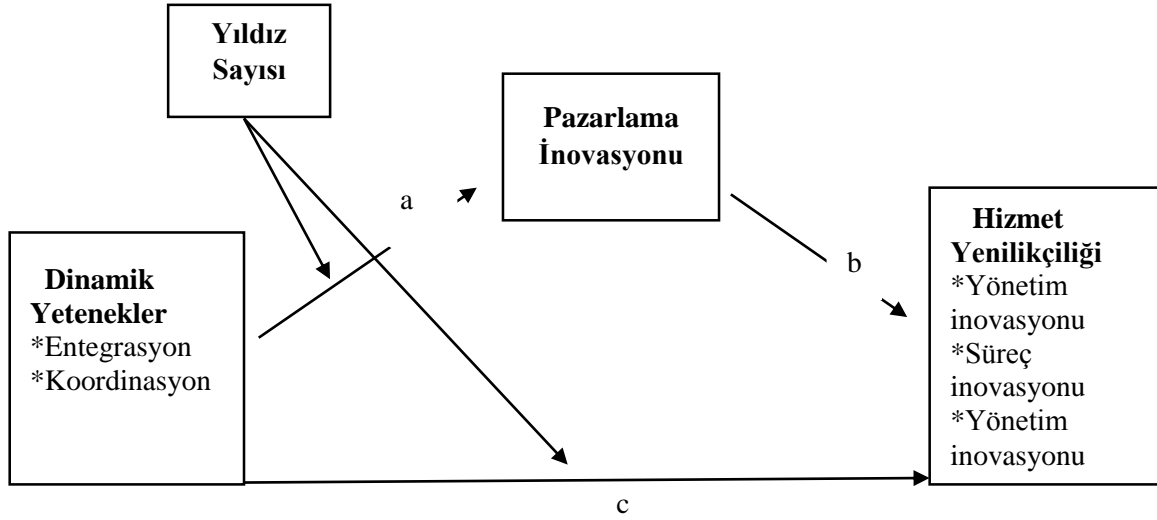 Yıldız
Sayısı
Pazarlama
İnovasyonu
a
Dinamik
Yetenekler
*Entegrasyon
*Koordinasyon
b
Hizmet
Yenilikçiliği
*Yönetim
inovasyonu
*Süreç
inovasyonu
*Yönetim
inovasyonu
c